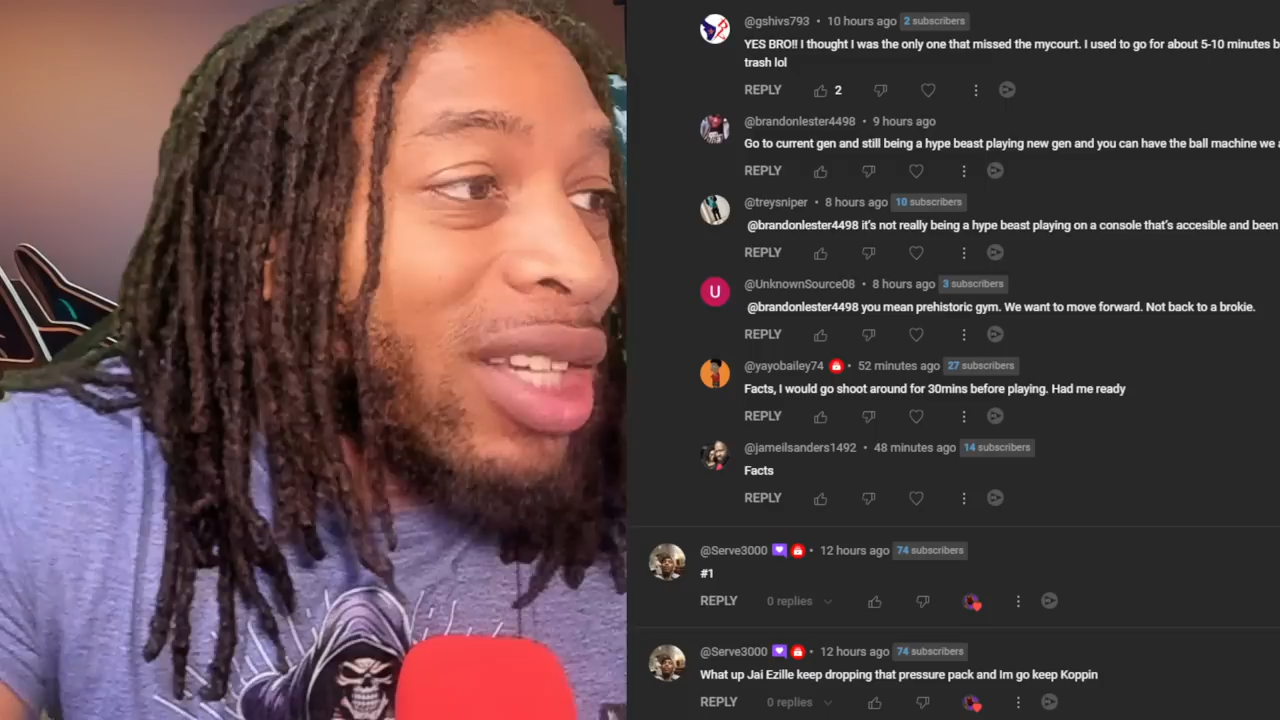 @gshivs793 • 10 hours ago 2 subscribers
YES BRO!! I thought I was the only one that missed the mycourt. I used to go for about 5-10 minutes b
trash lol
REPLY 2
@brandonlester4498 • 9 hours ago
Go to current gen and still being a hype beast playing new gen and you can have the ball machine we a
REPLY
@treysniper • 8 hours ago 10 subscribers
@brandonlester4498 it's not really being a hype beast playing on a console that's accesible and been
REPLY
U
@UnknownSource08 • 8 hours ago 3 subscribers
@brandonlester4498 you mean prehistoric gym. We want to move forward. Not back to a brokie.
REPLY
@yayobailey74 • 52 minutes ago 27 subscribers
Facts, I would go shoot around for 30mins before playing. Had me ready
REPLY
@jameilsanders1492 • 48 minutes ago 14 subscribers
Facts
REPLY
@Serve3000 • 12 hours ago 74 subscribers
#1
REPLY 0 replies
@Serve3000 • 12 hours ago 74 subscribers
What up Jai Ezille keep dropping that pressure pack and Im go keep Koppin
REPLY 0 replies